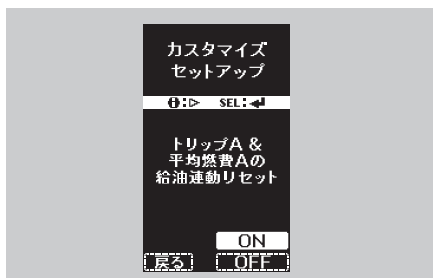 カスタマイズ
セットアップ
i:▷ SEL:↵
トリップA &
平均燃費Aの
給油連動リセット
ON
戻る OFF